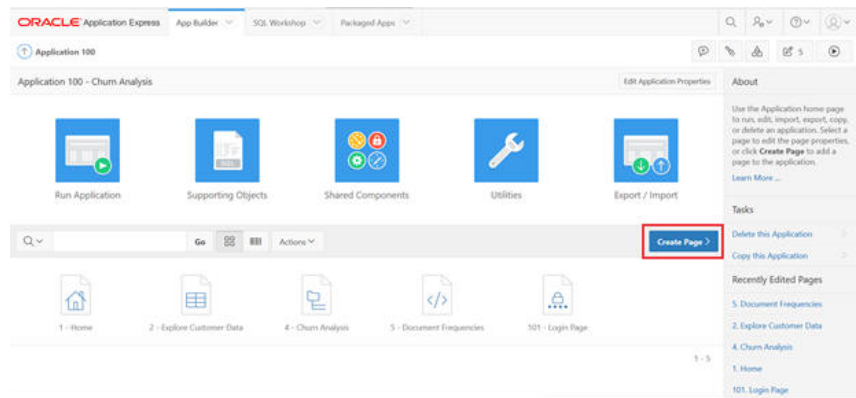 ORACLE Application Express App Builder SQL Workshop Packaged Apps
Application 100 5
Application 100 - Churn Analysis Edit Application Properties
Run Application Supporting Objects Shared Components Utilities Export / Import
SQL
Go Actions Create Page >
1 - Home 2 - Explore Customer Data 4 - Churn Analysis 5 - Document Frequencies 101 - Login Page
1 - 5
About
Use the Application home page
to run, edit, import, export, copy,
or delete an application. Select a
page to edit the page properties,
or click Create Page to add a
page to the application.
Learn More ...
Tasks
Delete this Application
Copy this Application
Recently Edited Pages
5. Document Frequencies
2. Explore Customer Data
4. Churn Analysis
1. Home
101. Login Page